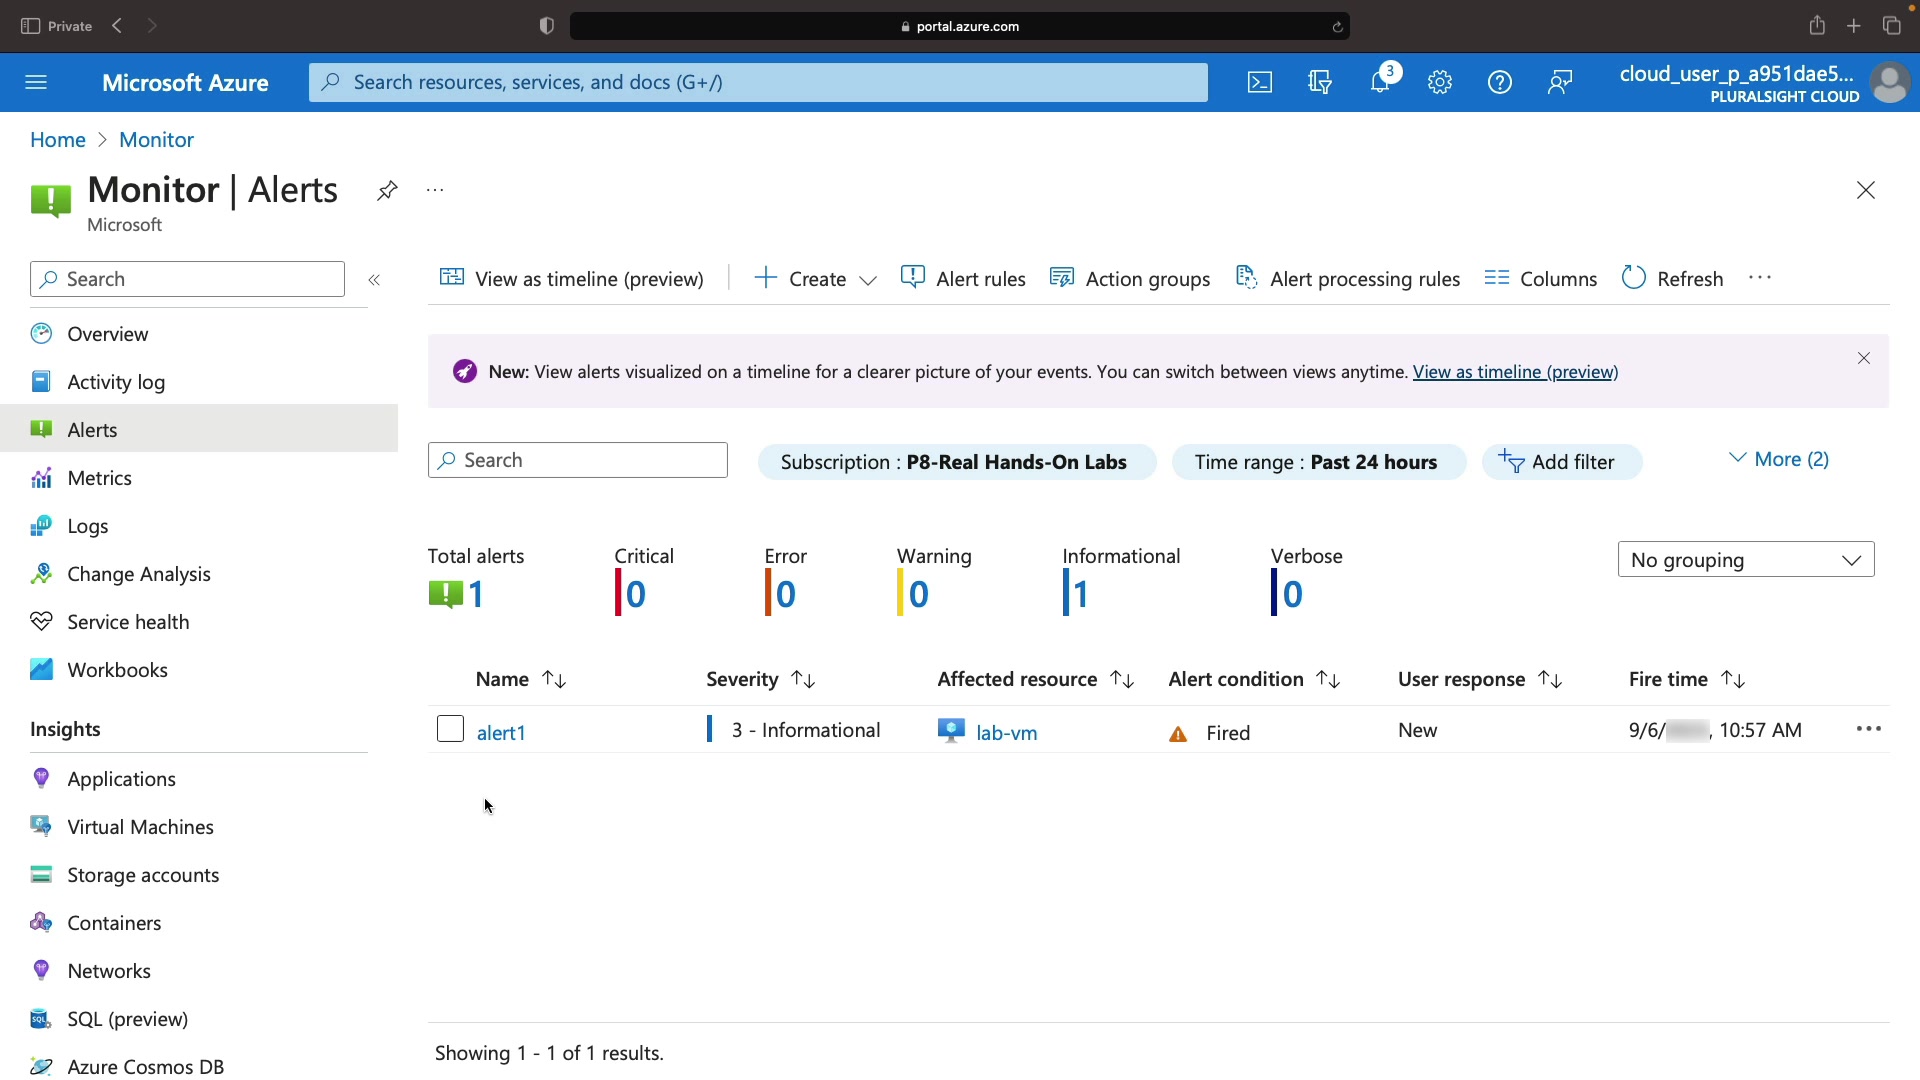 Private
portal.azure.com
Microsoft Azure
Search resources, services, and docs (G+/)
3
cloud_user_p_a951dae5...
PLURALSIGHT CLOUD
Home > Monitor
Monitor | Alerts
Microsoft
Search
Overview
Activity log
Alerts
Metrics
Logs
Change Analysis
Service health
Workbooks
Insights
Applications
Virtual Machines
Storage accounts
Containers
Networks
SQL (preview)
Azure Cosmos DB
View as timeline (preview) Create Alert rules Action groups Alert processing rules Columns Refresh
New: View alerts visualized on a timeline for a clearer picture of your events. You can switch between views anytime. View as timeline (preview)
Search Subscription : P8-Real Hands-On Labs Time range : Past 24 hours Add filter More (2)
Total alerts Critical Error Warning Informational Verbose
1 0 0 0 1 0
No grouping
Name Severity Affected resource Alert condition User response Fire time
alert1 3 - Informational lab-vm Fired New 9/6/ , 10:57 AM
Showing 1 - 1 of 1 results.